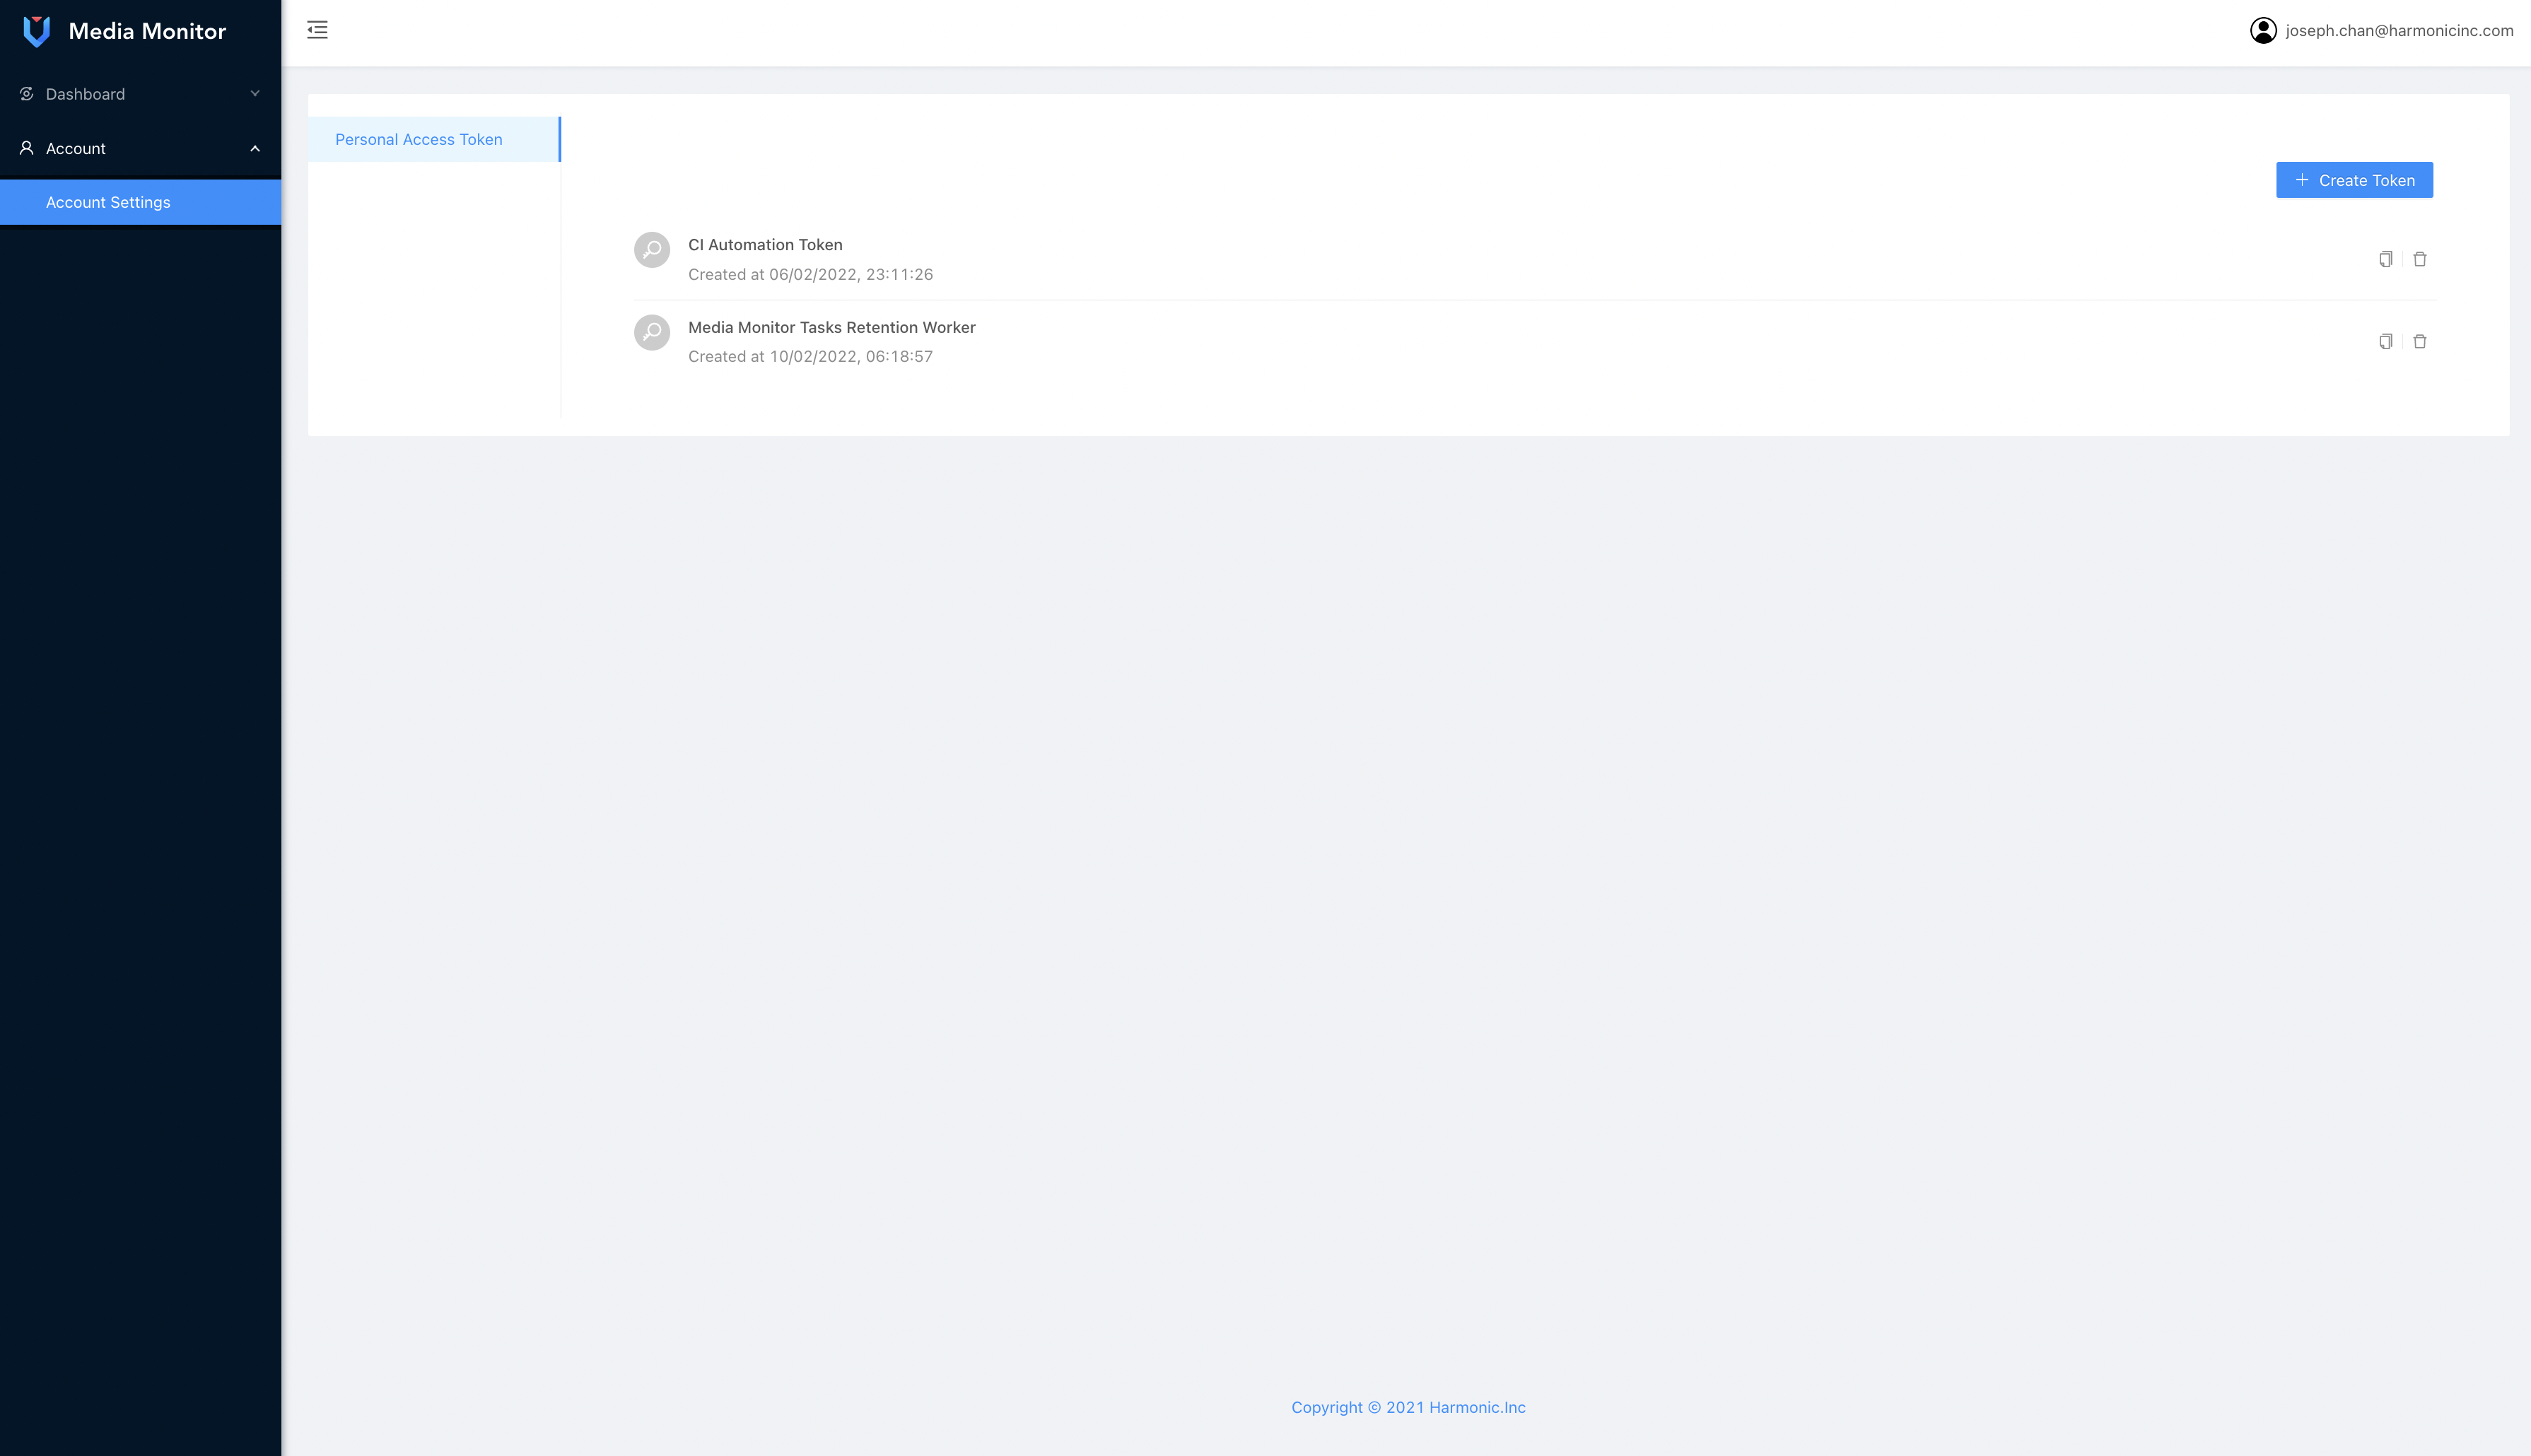 Media Monitor
joseph.chan@harmonicinc.com
Dashboard
Account
Account Settings
Personal Access Token
Create Token
CI Automation Token
Created at 06/02/2022, 23:11:26
Media Monitor Tasks Retention Worker
Created at 10/02/2022, 06:18:57
Copyright © 2021 Harmonic.Inc